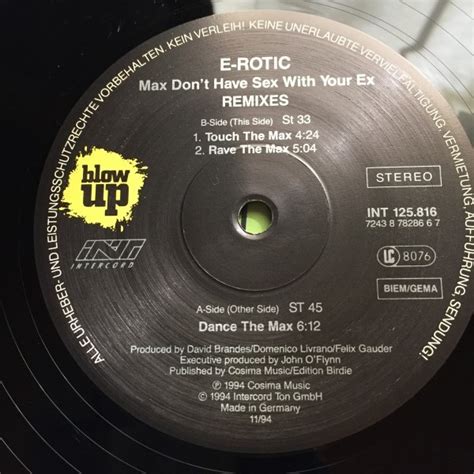 ALLE URHEBER- UND LEISTUNGSSCHUTZRECHTE VORBEHALTEN. KEIN VERLEIH! KEINE UNERLAUBTE VERVIELFÄLTIGUNG, VERMIETUNG, AUFFÜHRUNG, SENDUNG!
E-ROTIC
Max Don't Have Sex With Your Ex
REMIXES
B-Side (This Side) St 33
1. Touch The Max 4:24
2. Rave The Max 5:04
blow
up
STEREO
INT 125.816
7243 8 78286 6 7
INT
INTERCORD
LC 8076
BIEM/GEMA
A-Side (Other Side) ST 45
Dance The Max 6:12
Produced by David Brandes/Domenico Livrano/Felix Gauder
Executive produced by John O'Flynn
Published by Cosima Music/Edition Birdie
℗ 1994 Cosima Music
© 1994 Intercord Ton GmbH
Made in Germany
11/94